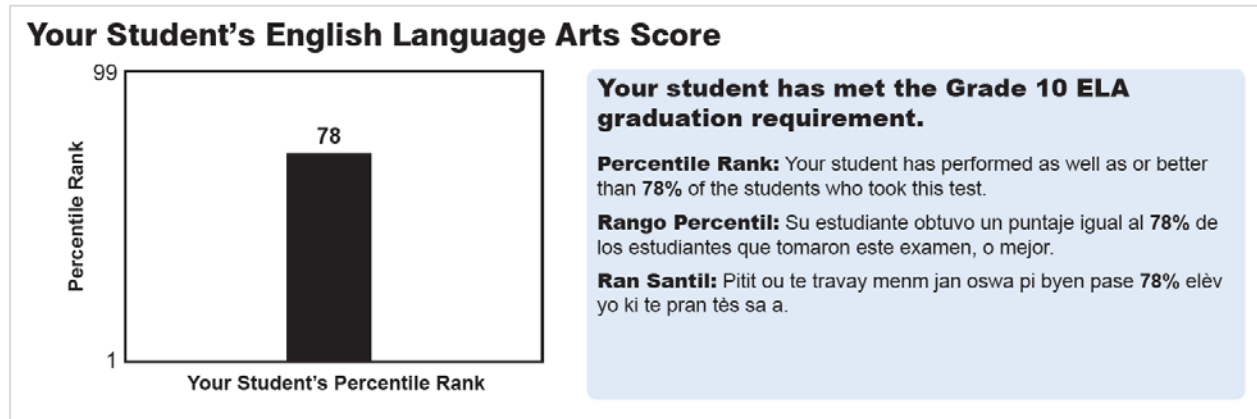 Your Student’s English Language Arts Score
99
Percentile Rank
78
1
Your Student’s Percentile Rank
Your student has met the Grade 10 ELA
graduation requirement.
Percentile Rank: Your student has performed as well as or better
than 78% of the students who took this test.
Rango Percentil: Su estudiante obtuvo un puntaje igual al 78% de
los estudiantes que tomaron este examen, o mejor.
Ran Santil: Pitit ou te travay menm jan oswa pi byen pase 78% elèv
yo ki te pran tès sa a.